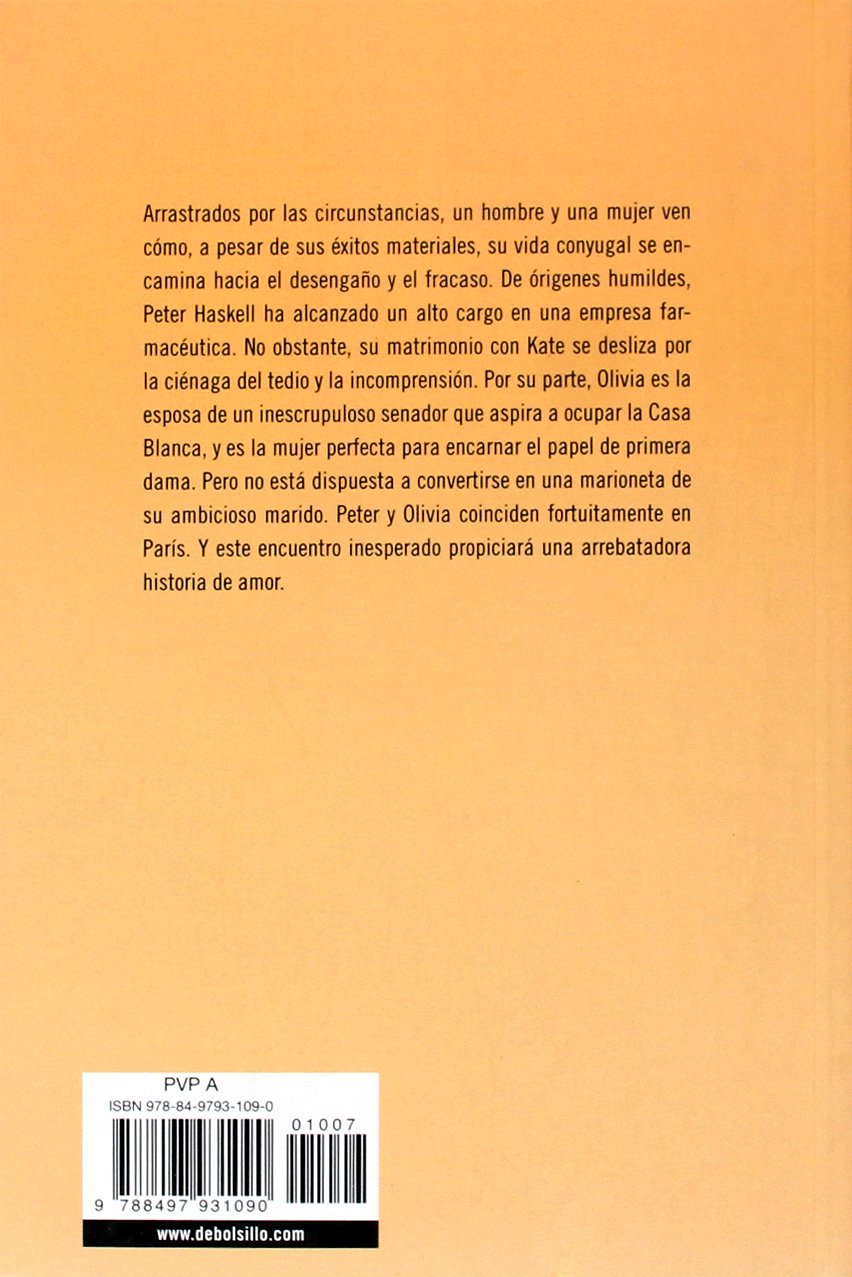 Arrastrados por las circunstancias, un hombre y una mujer ven
cómo, a pesar de sus éxitos materiales, su vida conyugal se en-
camina hacia el desengaño y el fracaso. De órigenes humildes,
Peter Haskell ha alcanzado un alto cargo en una empresa far-
macéutica. No obstante, su matrimonio con Kate se desliza por
la ciénaga del tedio y la incomprensión. Por su parte, Olivia es la
esposa de un inescrupuloso senador que aspira a ocupar la Casa
Blanca, y es la mujer perfecta para encarnar el papel de primera
dama. Pero no está dispuesta a convertirse en una marioneta de
su ambicioso marido. Peter y Olivia coinciden fortuitamente en
París. Y este encuentro inesperado propiciará una arrebatadora
historia de amor.
PVP A
ISBN 978-84-9793-109-0
01007
9 788497 931090
www.debolsillo.com